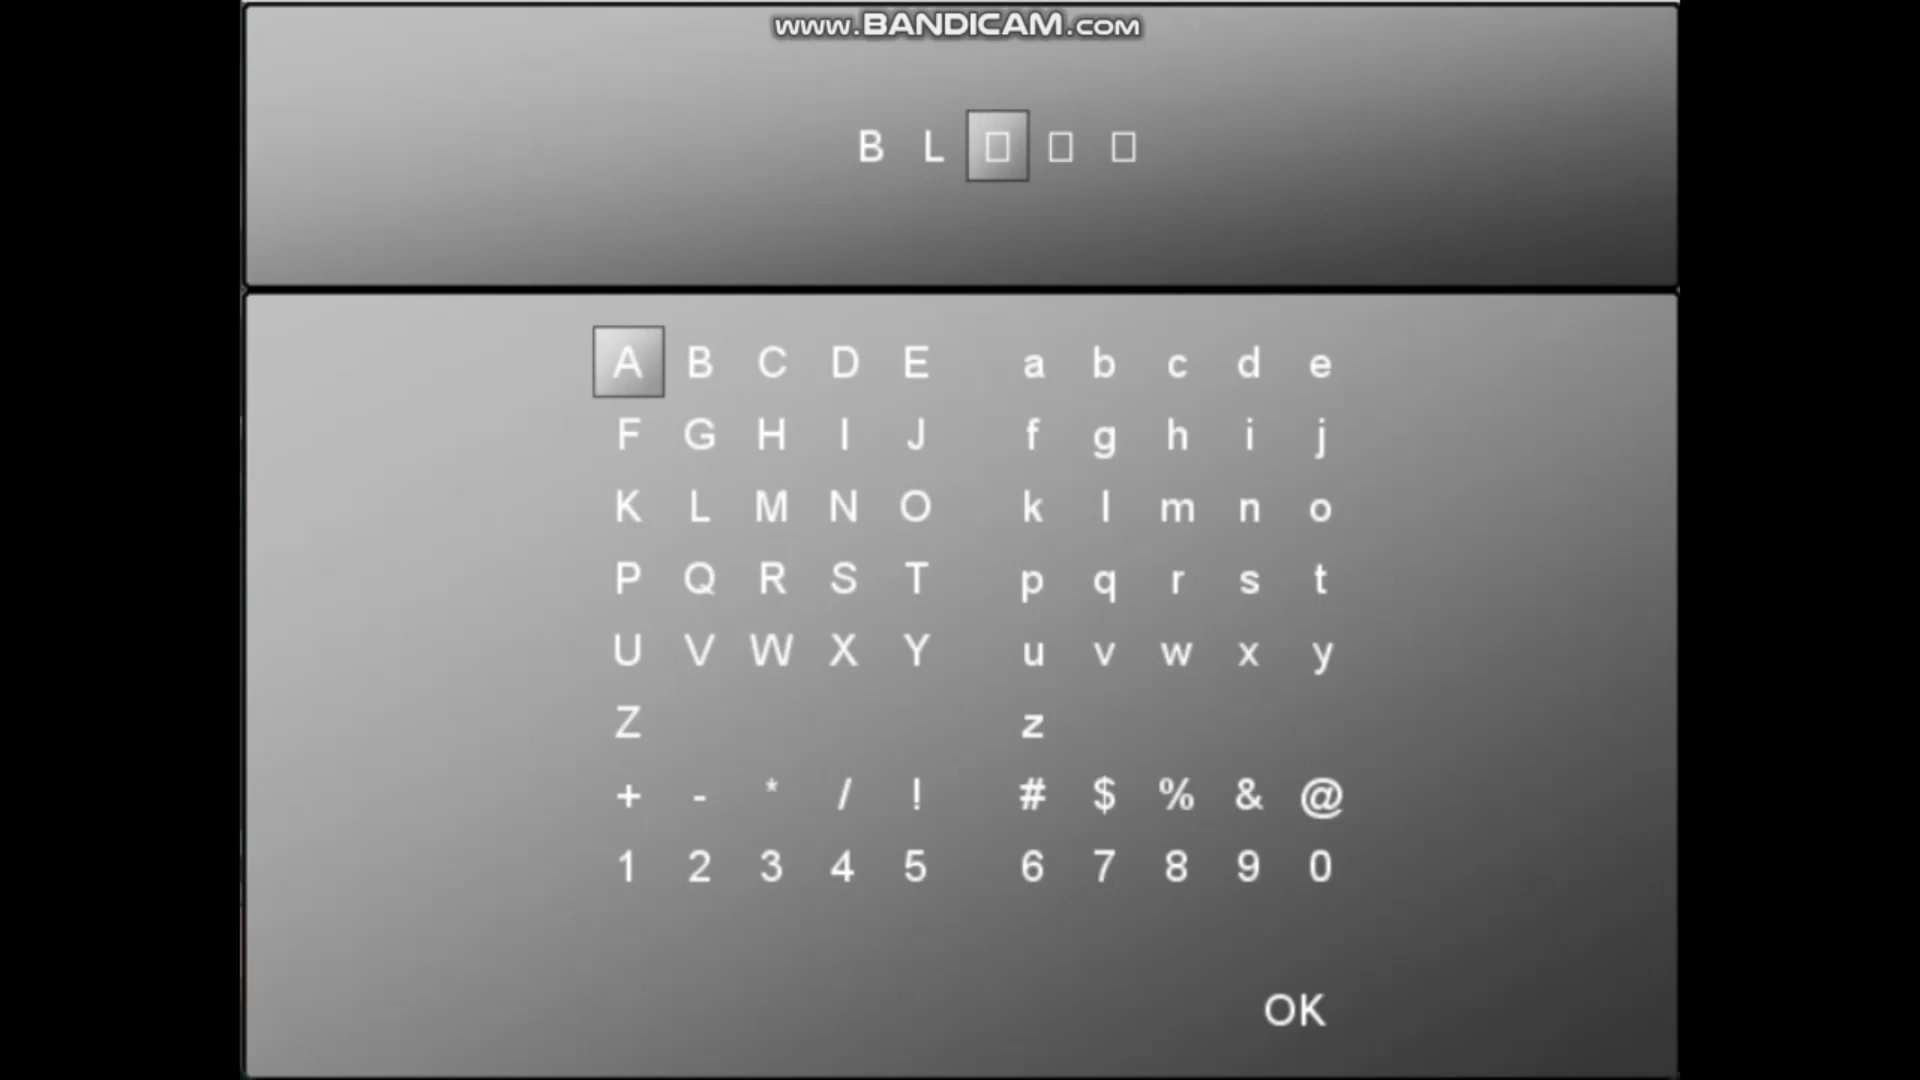 www.BANDICAM.com
B L □ □ □
A B C D E a b c d e
F G H I J f g h i j
K L M N O k l m n o
P Q R S T p q r s t
U V W X Y u v w x y
Z z
+ - * / ! # $ % & @
1 2 3 4 5 6 7 8 9 0
OK